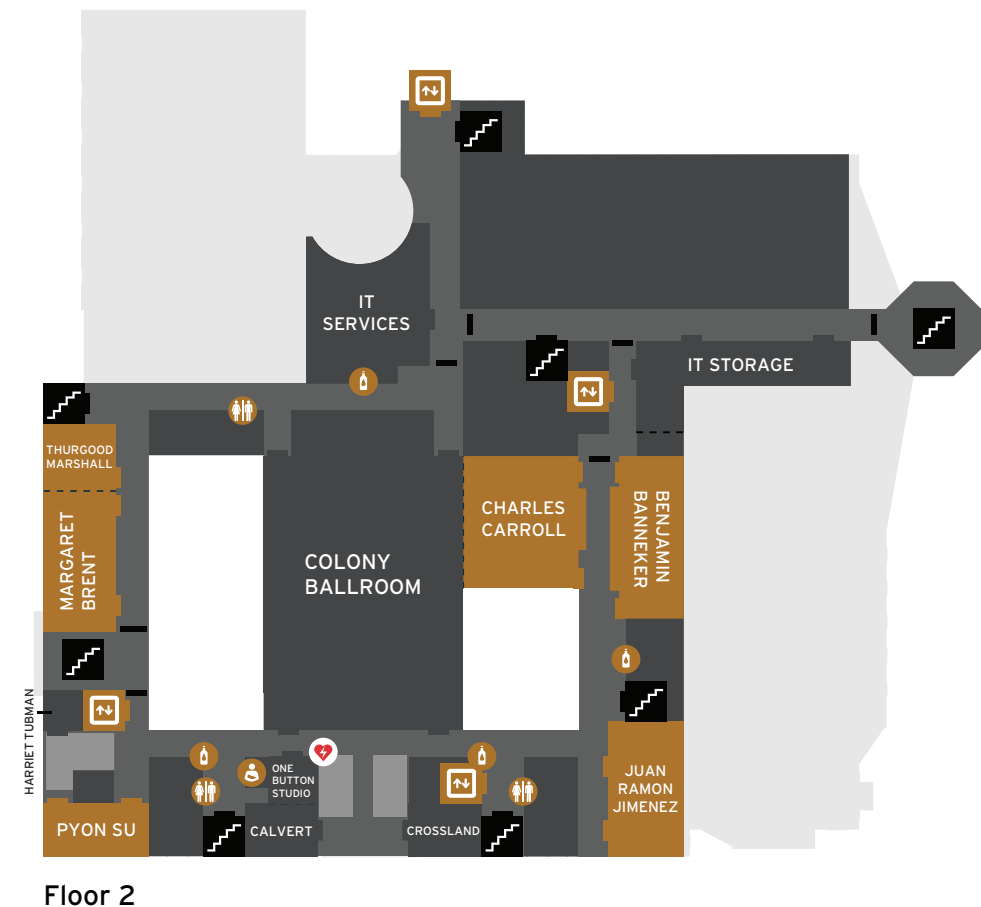 IT
SERVICES
IT STORAGE
THURGOOD
MARSHALL
MARGARET
BRENT
CHARLES
CARROLL
BENJAMIN
BANNEKER
COLONY
BALLROOM
HARRIET TUBMAN
ONE
BUTTON
STUDIO
JUAN
RAMON
JIMENEZ
PYON SU
CALVERT
CROSSLAND
Floor 2